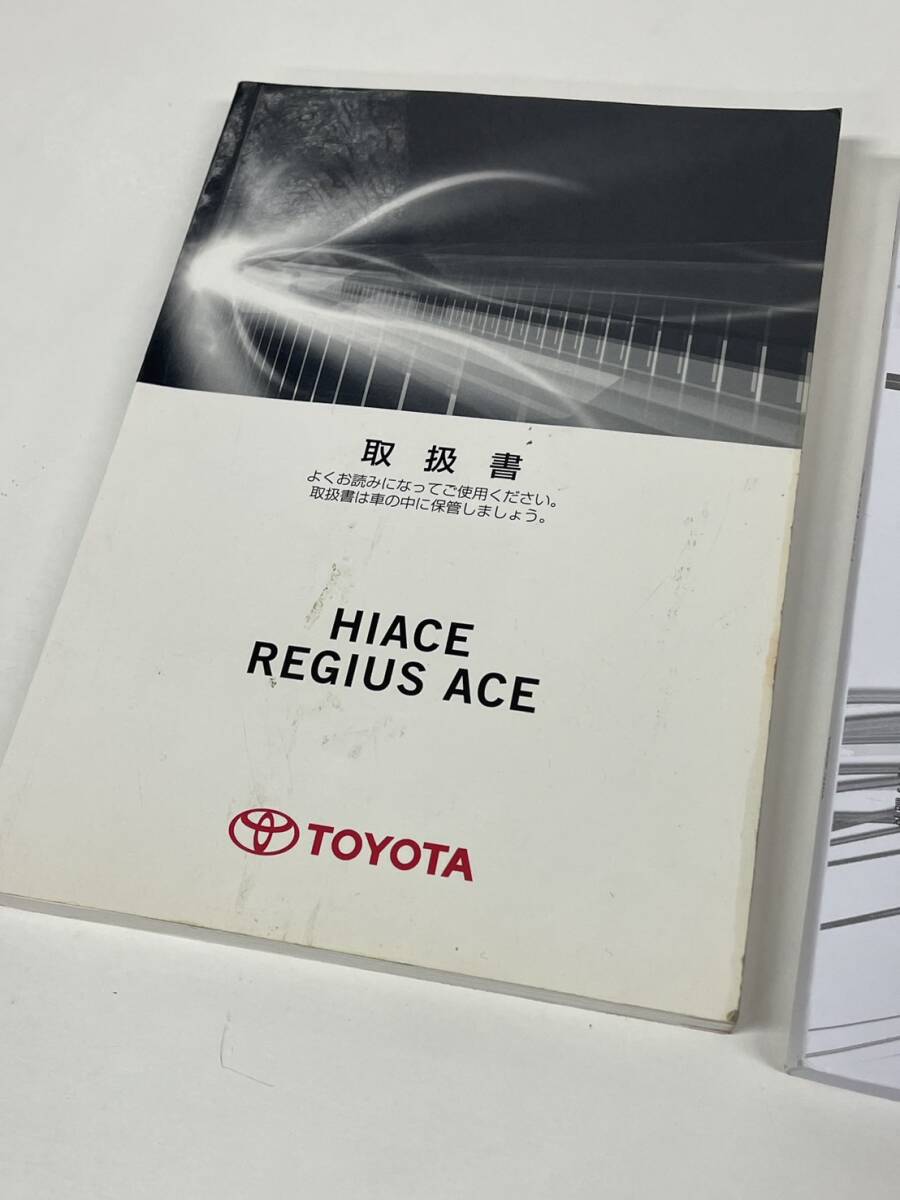 取扱書
よくお読みになってご使用ください。
取扱書は車の中に保管しましょう。
HIACE
REGIUS ACE
TOYOTA